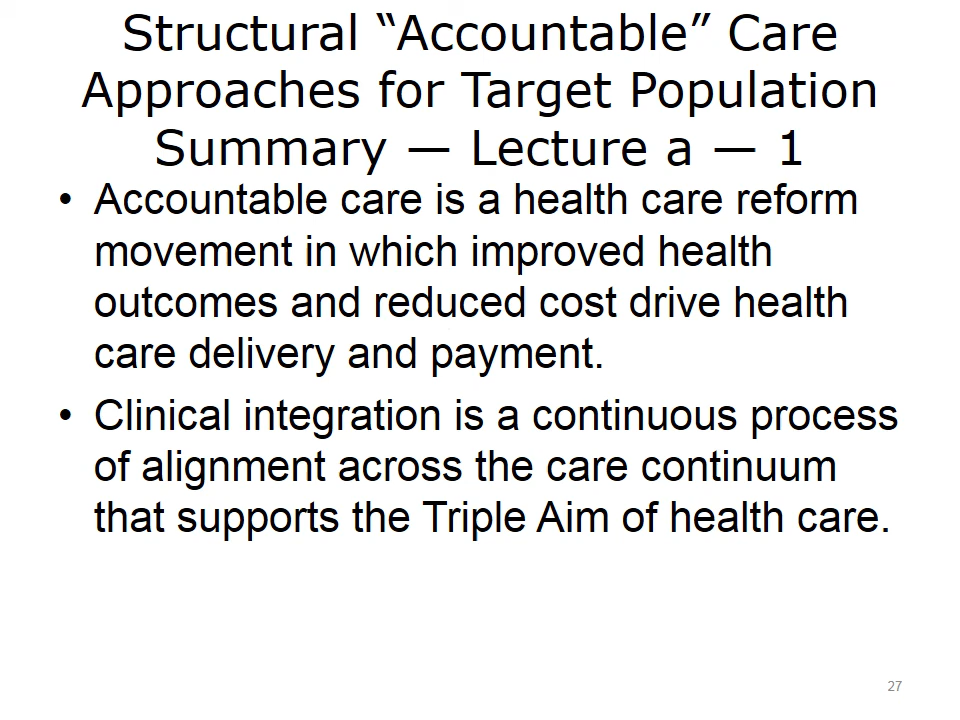 Structural “Accountable” Care
Approaches for Target Population
Summary — Lecture a — 1
• Accountable care is a health care reform
movement in which improved health
outcomes and reduced cost drive health
care delivery and payment.
• Clinical integration is a continuous process
of alignment across the care continuum
that supports the Triple Aim of health care.
27